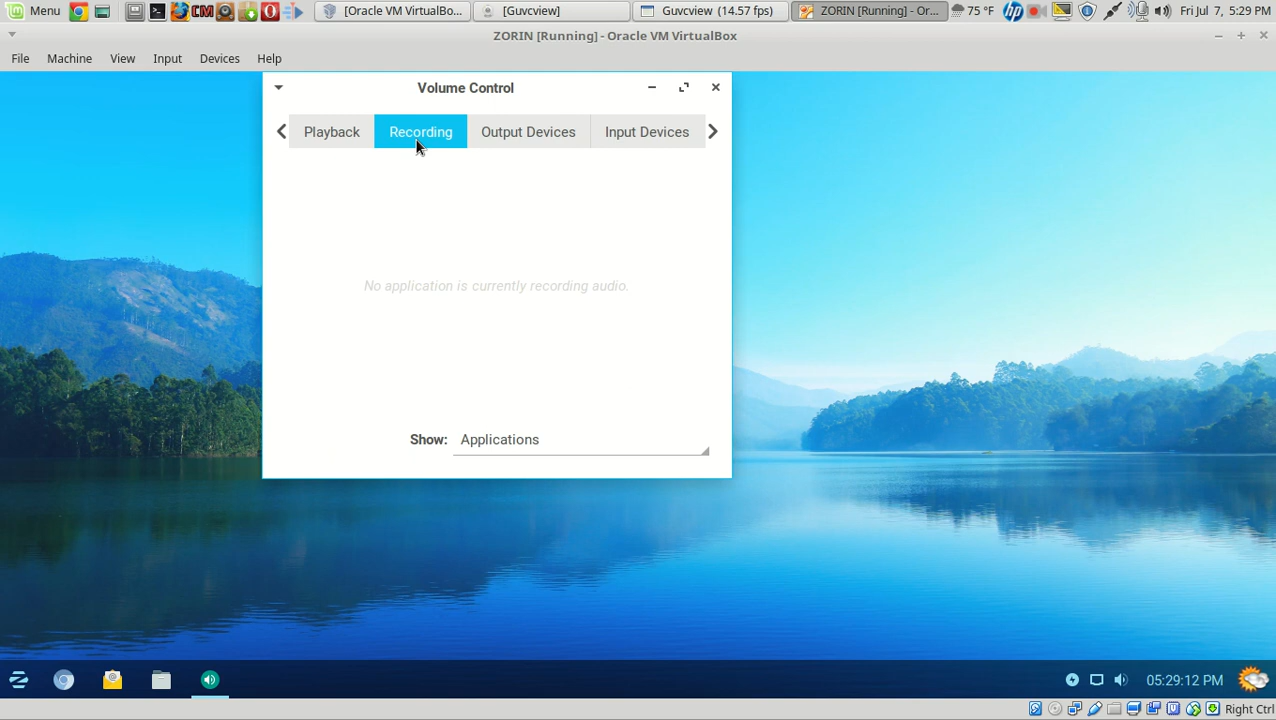 Menu
[Oracle VM VirtualBo...
[Guvcview]
Guvcview (14.57 fps)
ZORIN [Running] - Or...
75 °F
Fri Jul 7, 5:29 PM
ZORIN [Running] - Oracle VM VirtualBox
File Machine View Input Devices Help
Volume Control
Playback Recording Output Devices Input Devices
No application is currently recording audio.
Show: Applications
05:29:12 PM
Right Ctrl